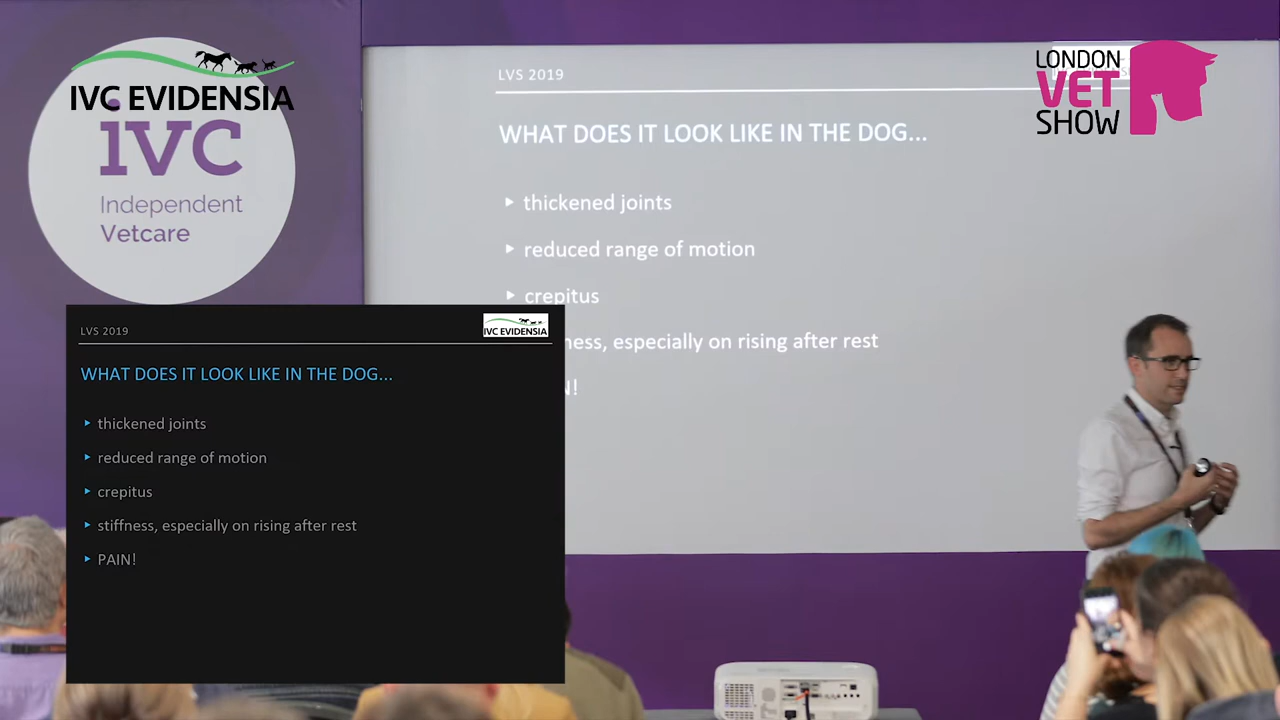 IVC EVIDENSIA
iVC
Independent
Vetcare
LVS 2019
WHAT DOES IT LOOK LIKE IN THE DOG...
▸ thickened joints
▸ reduced range of motion
▸ crepitus
ness, especially on rising after rest
N!
LONDON
VET
SHOW
LVS 2019
IVC EVIDENSIA
WHAT DOES IT LOOK LIKE IN THE DOG...
▸ thickened joints
▸ reduced range of motion
▸ crepitus
▸ stiffness, especially on rising after rest
▸ PAIN!